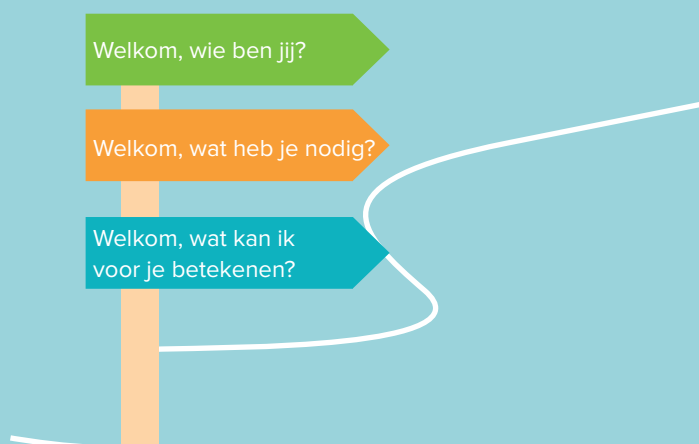 Welkom, wie ben jij?
Welkom, wat heb je nodig?
Welkom, wat kan ik
voor je betekenen?